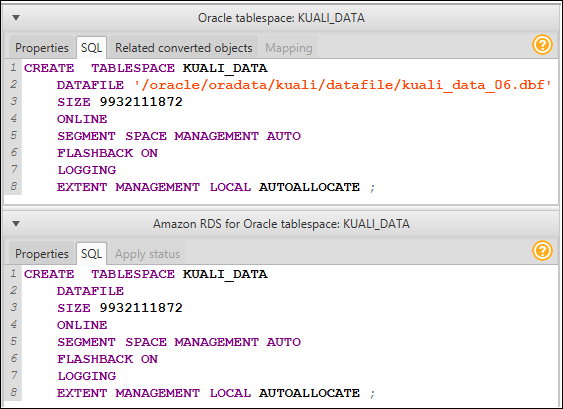 Oracle tablespace: KUALI_DATA
Properties SQL Related converted objects Mapping ?
1 CREATE  TABLESPACE KUALI_DATA
2 DATAFILE '/oracle/oradata/kuali/datafile/kuali_data_06.dbf'
3 SIZE 9932111872
4 ONLINE
5 SEGMENT SPACE MANAGEMENT AUTO
6 FLASHBACK ON
7 LOGGING
8 EXTENT MANAGEMENT LOCAL AUTOALLOCATE ;
Amazon RDS for Oracle tablespace: KUALI_DATA
Properties SQL Apply status ?
1 CREATE  TABLESPACE KUALI_DATA
2 DATAFILE
3 SIZE 9932111872
4 ONLINE
5 SEGMENT SPACE MANAGEMENT AUTO
6 FLASHBACK ON
7 LOGGING
8 EXTENT MANAGEMENT LOCAL AUTOALLOCATE ;